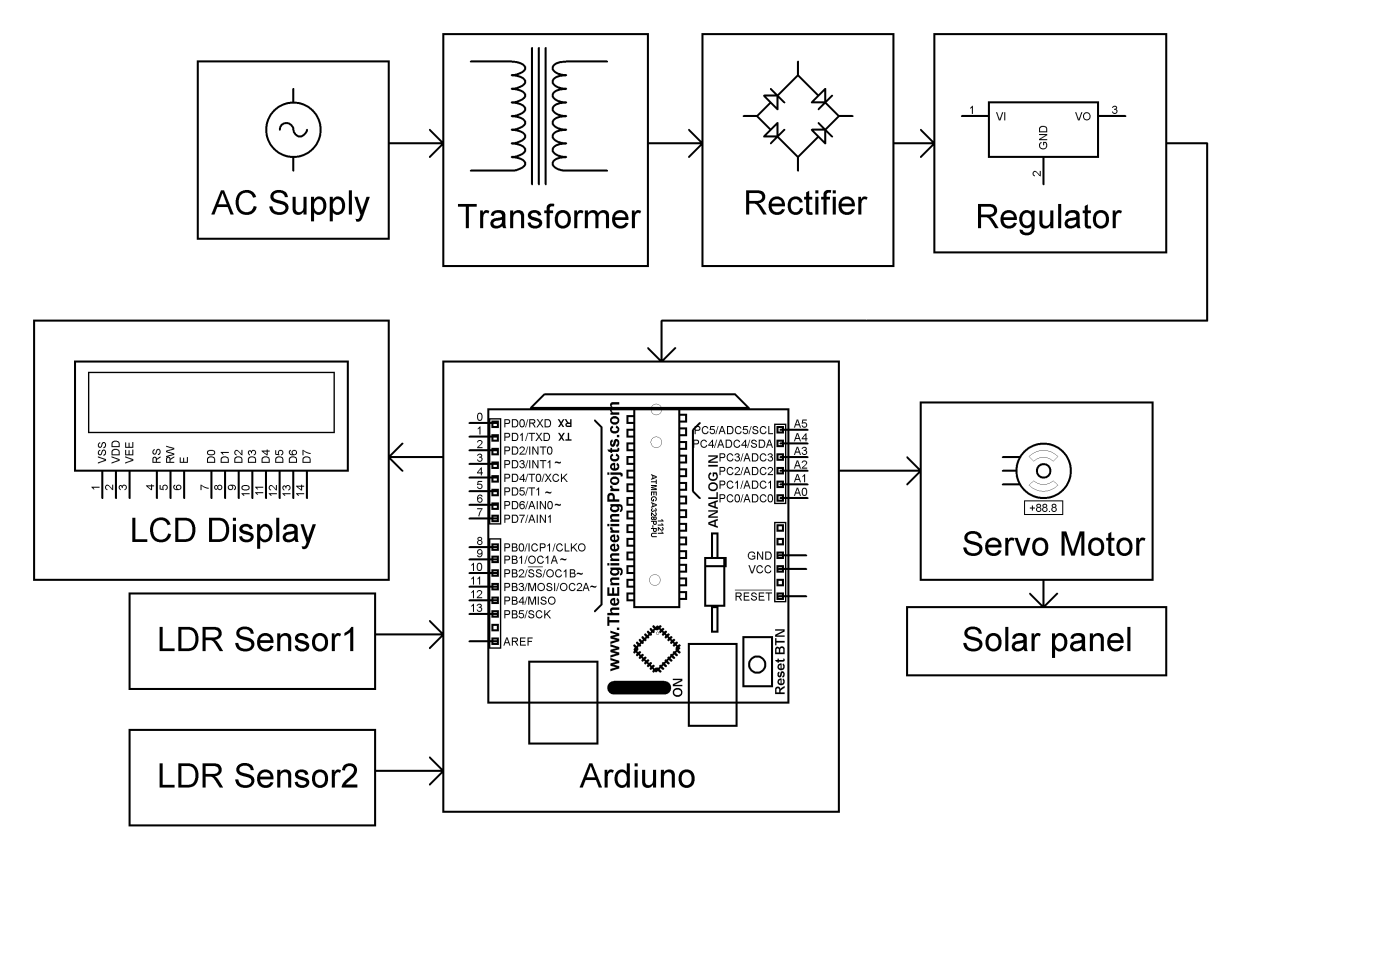 AC Supply
Transformer
Rectifier
1
VI
VO
3
GND
2
Regulator
VSS
VDD
VEE
RS
RW
E
D0
D1
D2
D3
D4
D5
D6
D7
1
2
3
4
5
6
7
8
9
10
11
12
13
14
LCD Display
LDR Sensor1
LDR Sensor2
0
PD0/RXD RX
1
PD1/TXD TX
2
PD2/INT0
3
PD3/INT1~
4
PD4/T0/XCK
5
PD5/T1 ~
6
PD6/AIN0~
7
PD7/AIN1
8
PB0/ICP1/CLKO
9
PB1/OC1A~
10
PB2/SS/OC1B~
11
PB3/MOSI/OC2A~
12
PB4/MISO
13
PB5/SCK
AREF
www.TheEngineeringProjects.com
ATMEGA328P-PU
1121
ANALOG IN
PC5/ADC5/SCL
A5
PC4/ADC4/SDA
A4
PC3/ADC3
A3
PC2/ADC2
A2
PC1/ADC1
A1
PC0/ADC0
A0
GND
VCC
RESET
ON
Reset BTN
Ardiuno
+88.8
Servo Motor
Solar panel